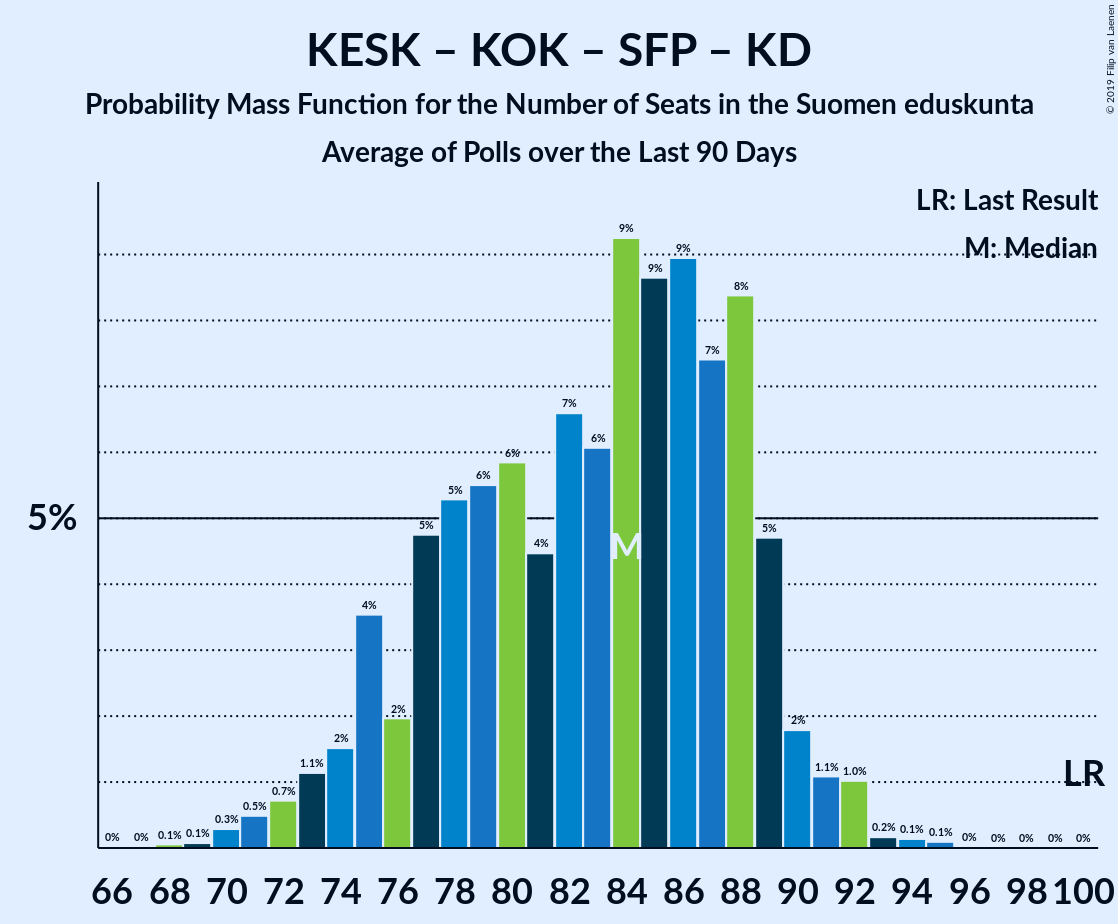 KESK – KOK – SFP – KD
Probability Mass Function for the Number of Seats in the Suomen eduskunta
Average of Polls over the Last 90 Days
© 2019 Filip van Laenen
LR: Last Result
M: Median
5%
0% 0% 0.1% 0.1% 0.3% 0.5% 0.7% 1.1% 2% 4% 2% 5% 5% 6% 6% 4% 7% 6% 9% 9% 9% 7% 8% 5% 2% 1.1% 1.0% 0.2% 0.1% 0.1% 0% 0% 0% 0% 0%
M
LR
66 68 70 72 74 76 78 80 82 84 86 88 90 92 94 96 98 100